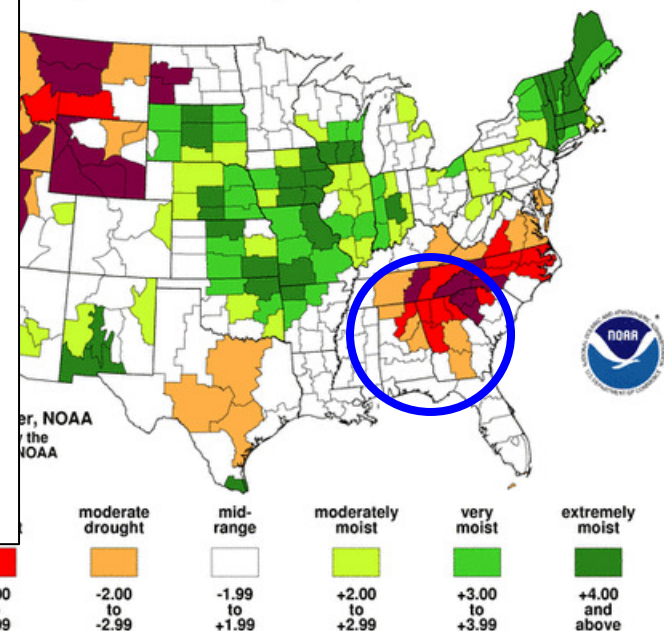 NOAA
er, NOAA
y the
NOAA
t
moderate
drought
mid-
range
moderately
moist
very
moist
extremely
moist
00
-2.00
to
-2.99
-1.99
to
+1.99
+2.00
to
+2.99
+3.00
to
+3.99
+4.00
and
above
99